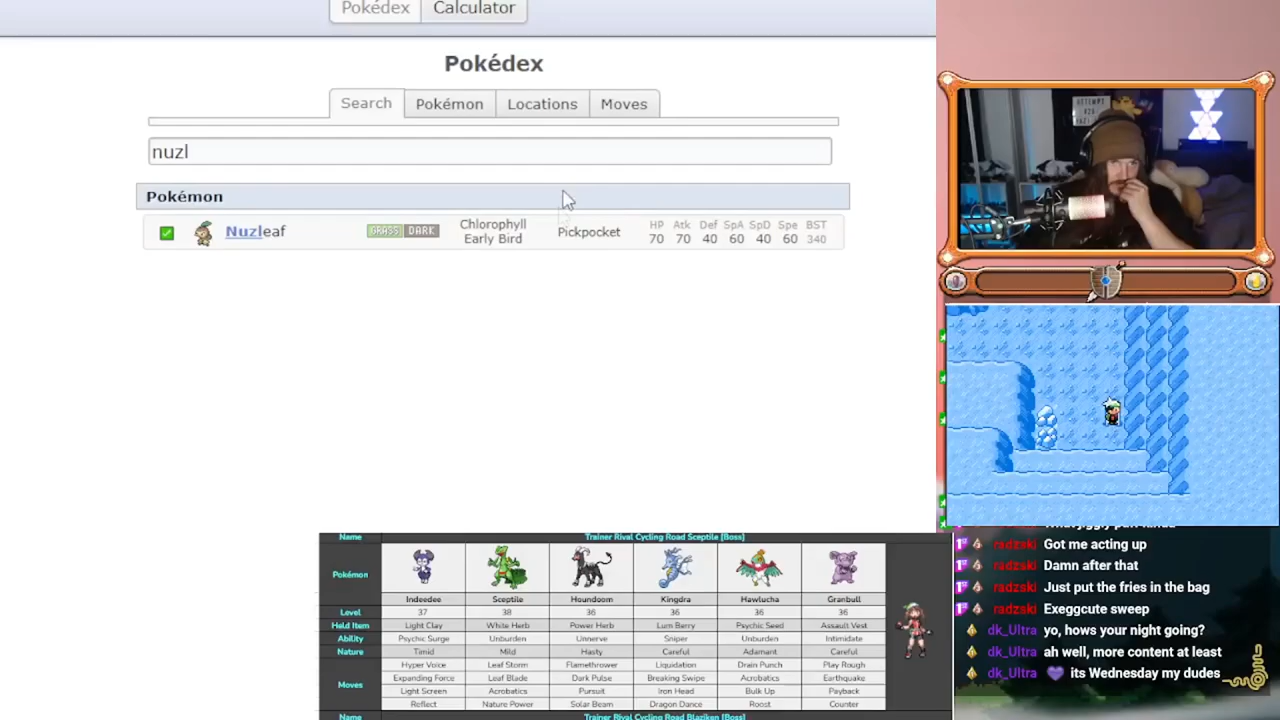 Pokédex Calculator
Pokédex
Search Pokémon Locations Moves
nuzl
Pokémon
Nuzleaf GRASS DARK Chlorophyll Early Bird Pickpocket HP 70 Atk 70 Def 40 SpA 60 SpD 40 Spe 60 BST 340
ATTEMPT
Got me acting up
radzski Got me acting up
radzski Damn after that
radzski Just put the fries in the bag
radzski Exeggcute sweep
dk_Ultra yo, hows your night going?
dk_Ultra ah well, more content at least
dk_Ultra its Wednesday my dudes
Name Trainer Rival Cycling Road Sceptile [Boss]
Pokémon
Indeedee Sceptile Houndoom Kingdra Hawlucha Granbull
Level 37 38 36 36 36 36
Held Item Light Clay White Herb Power Herb Lum Berry Psychic Seed Assault Vest
Ability Psychic Surge Unburden Unnerve Sniper Unburden Intimidate
Nature Timid Mild Hasty Careful Adamant Careful
Moves
Hyper Voice Leaf Storm Flamethrower Liquidation Drain Punch Play Rough
Expanding Force Leaf Blade Dark Pulse Breaking Swipe Acrobatics Earthquake
Light Screen Acrobatics Pursuit Iron Head Bulk Up Payback
Reflect Nature Power Solar Beam Dragon Dance Roost Counter
Name Trainer Rival Cycling Road Blaziken [Boss]